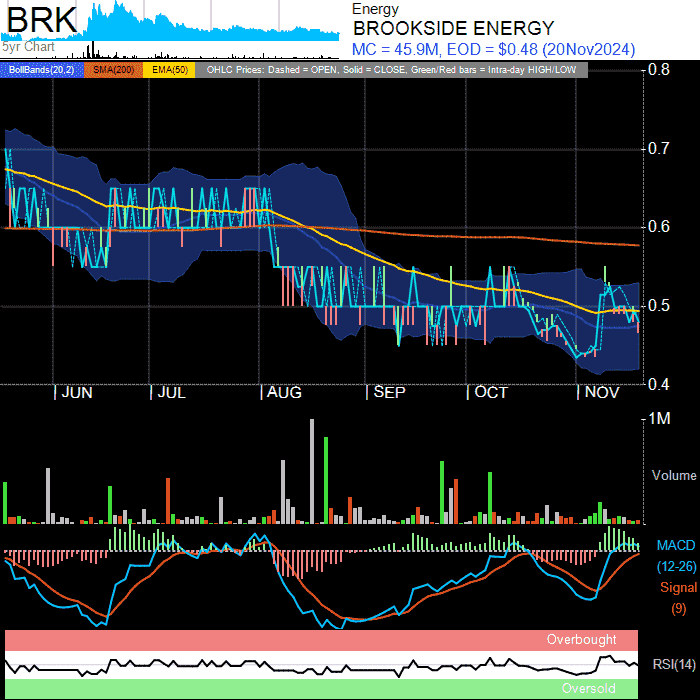 BRK
5yr Chart
Energy
BROOKSIDE ENERGY
MC = 45.9M, EOD = $0.48 (20Nov2024)
BollBands(20,2) SMA(200) EMA(50) OHLC Prices: Dashed = OPEN, Solid = CLOSE, Green/Red bars = Intra-day HIGH/LOW
0.8
0.7
0.6
0.5
0.4
JUN JUL AUG SEP OCT NOV
1M
Volume
MACD
(12-26)
Signal
(9)
Overbought
RSI(14)
Oversold